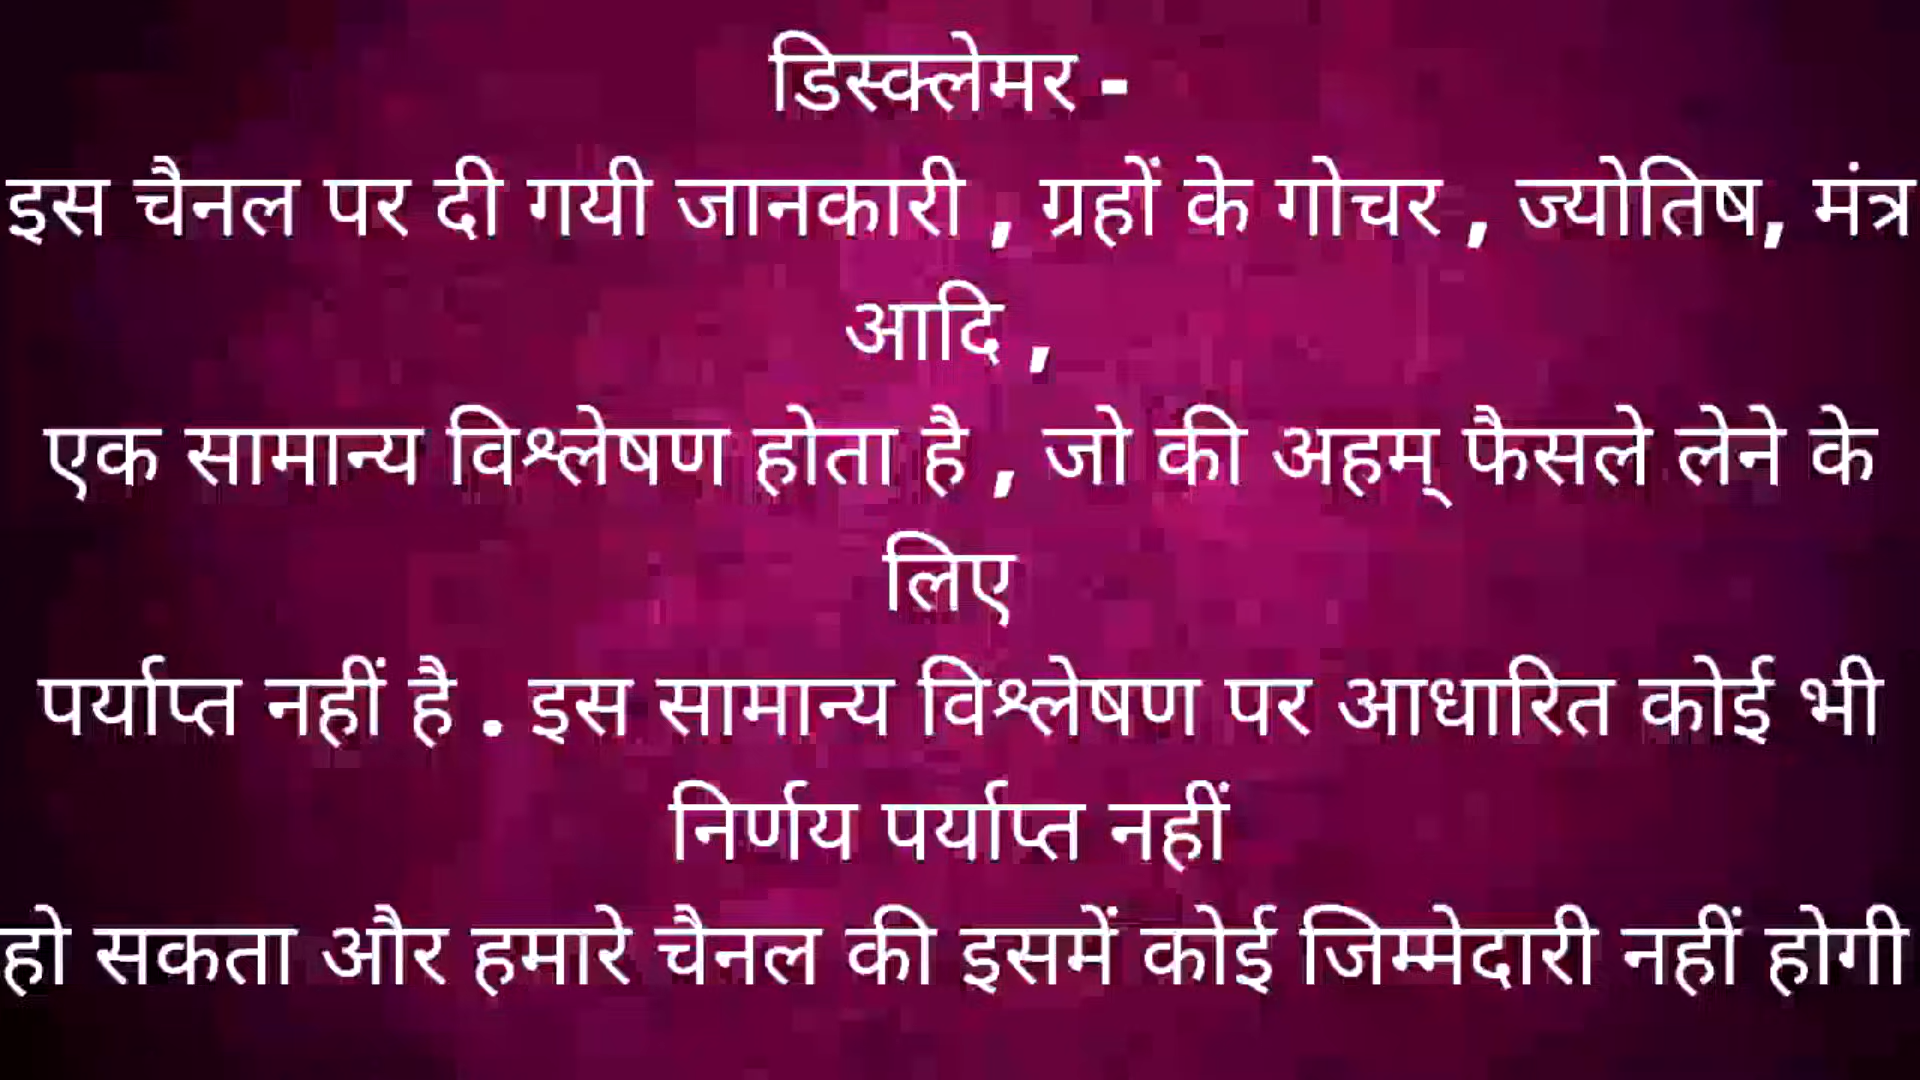 डिस्क्लेमर -
इस चैनल पर दी गयी जानकारी , ग्रहों के गोचर , ज्योतिष, मंत्र
आदि ,
एक सामान्य विश्लेषण होता है , जो की अहम् फैसले लेने के
लिए
पर्याप्त नहीं है . इस सामान्य विश्लेषण पर आधारित कोई भी
निर्णय पर्याप्त नहीं
हो सकता और हमारे चैनल की इसमें कोई जिम्मेदारी नहीं होगी